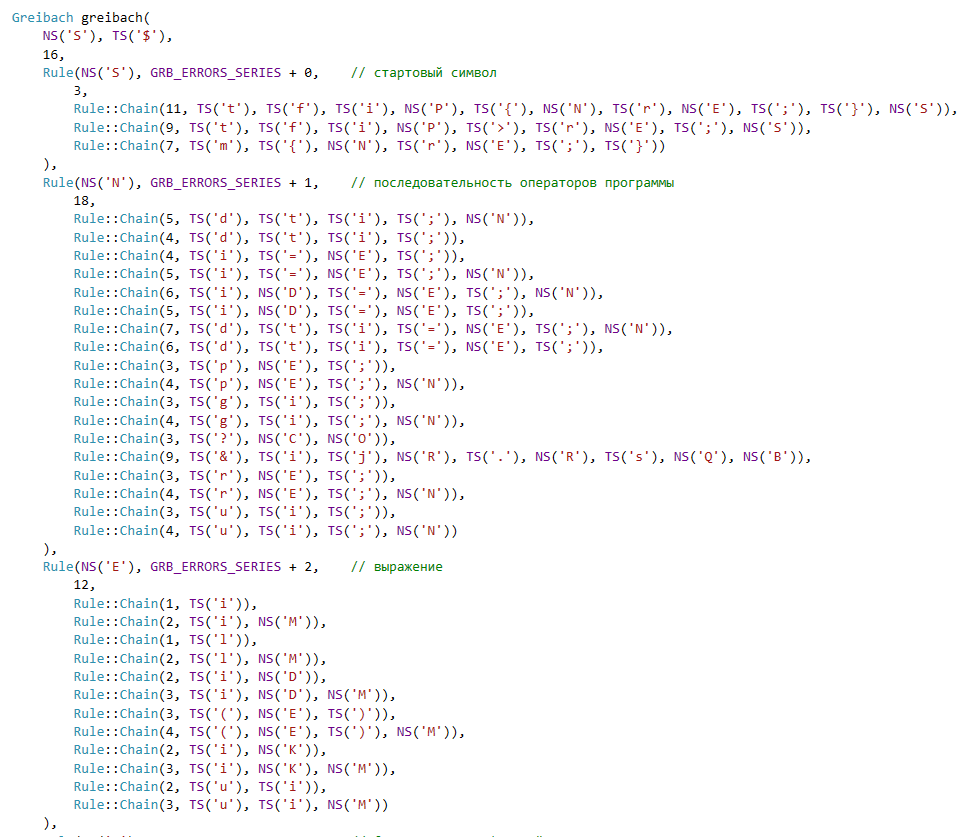 Greibach greibach(
NS('S'), TS('$'),
16,
Rule(NS('S'), GRB_ERRORS_SERIES + 0,    // стартовый символ
3,
Rule::Chain(11, TS('t'), TS('f'), TS('i'), NS('P'), TS('{'), NS('N'), TS('r'), NS('E'), TS(';'), TS('}'), NS('S')),
Rule::Chain(9, TS('t'), TS('f'), TS('i'), NS('P'), TS('>'), TS('r'), NS('E'), TS(';'), NS('S')),
Rule::Chain(7, TS('m'), TS('{'), NS('N'), TS('r'), NS('E'), TS(';'), TS('}'))
),
Rule(NS('N'), GRB_ERRORS_SERIES + 1,    // последовательность операторов программы
18,
Rule::Chain(5, TS('d'), TS('t'), TS('i'), TS(';'), NS('N')),
Rule::Chain(4, TS('d'), TS('t'), TS('i'), TS(';')),
Rule::Chain(4, TS('i'), TS('='), NS('E'), TS(';')),
Rule::Chain(5, TS('i'), TS('='), NS('E'), TS(';'), NS('N')),
Rule::Chain(6, TS('i'), NS('D'), TS('='), NS('E'), TS(';'), NS('N')),
Rule::Chain(5, TS('i'), NS('D'), TS('='), NS('E'), TS(';')),
Rule::Chain(7, TS('d'), TS('t'), TS('i'), TS('='), NS('E'), TS(';'), NS('N')),
Rule::Chain(6, TS('d'), TS('t'), TS('i'), TS('='), NS('E'), TS(';')),
Rule::Chain(3, TS('p'), NS('E'), TS(';')),
Rule::Chain(4, TS('p'), NS('E'), TS(';'), NS('N')),
Rule::Chain(3, TS('g'), TS('i'), TS(';')),
Rule::Chain(4, TS('g'), TS('i'), TS(';'), NS('N')),
Rule::Chain(3, TS('?'), NS('C'), NS('O')),
Rule::Chain(9, TS('&'), TS('i'), TS('j'), NS('R'), TS('.'), NS('R'), TS('s'), NS('Q'), NS('B')),
Rule::Chain(3, TS('r'), NS('E'), TS(';')),
Rule::Chain(4, TS('r'), NS('E'), TS(';'), NS('N')),
Rule::Chain(3, TS('u'), TS('i'), TS(';')),
Rule::Chain(4, TS('u'), TS('i'), TS(';'), NS('N'))
),
Rule(NS('E'), GRB_ERRORS_SERIES + 2,    // выражение
12,
Rule::Chain(1, TS('i')),
Rule::Chain(2, TS('i'), NS('M')),
Rule::Chain(1, TS('l')),
Rule::Chain(2, TS('l'), NS('M')),
Rule::Chain(2, TS('i'), NS('D')),
Rule::Chain(3, TS('i'), NS('D'), NS('M')),
Rule::Chain(3, TS('('), NS('E'), TS(')')),
Rule::Chain(4, TS('('), NS('E'), TS(')'), NS('M')),
Rule::Chain(2, TS('i'), NS('K')),
Rule::Chain(3, TS('i'), NS('K'), NS('M')),
Rule::Chain(2, TS('u'), TS('i')),
Rule::Chain(3, TS('u'), TS('i'), NS('M'))
),